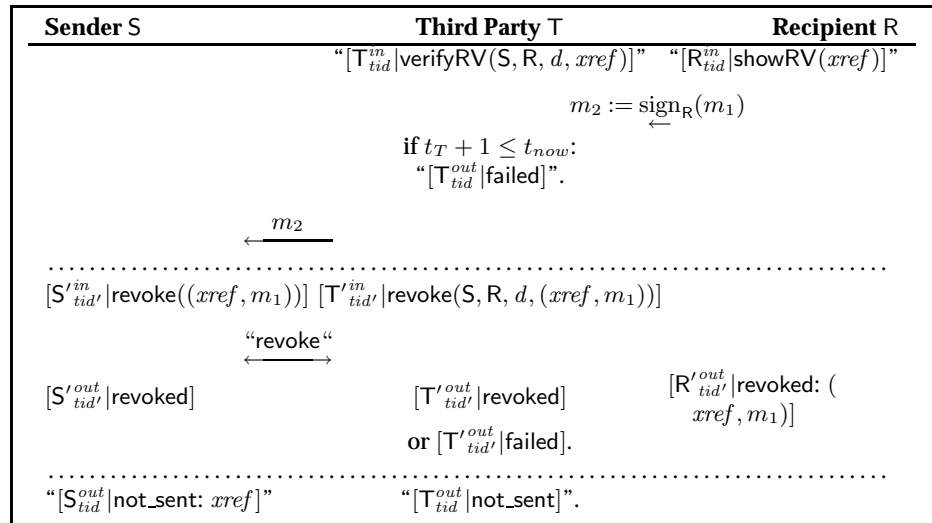 Sender S Third Party T Recipient R
“[T^{in}_{tid}|verifyRV(S, R, d, xref)]” “[R^{in}_{tid}|showRV(xref)]”
m_2 := sign_R(m_1)
←
if t_T + 1 ≤ t_{now}:
“[T^{out}_{tid}|failed]”.
m_2
←
[S'^{in}_{tid'}|revoke((xref, m_1))] [T'^{in}_{tid'}|revoke(S, R, d, (xref, m_1))]
“revoke“
↔
[S'^{out}_{tid'}|revoked] [T'^{out}_{tid'}|revoked] [R'^{out}_{tid'}|revoked: (
xref, m_1)]
or [T'^{out}_{tid'}|failed].
“[S^{out}_{tid}|not_sent: xref]” “[T^{out}_{tid}|not_sent]”.